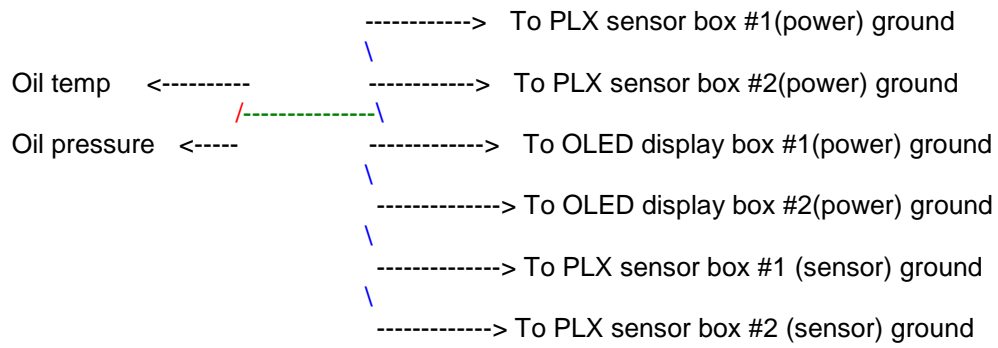 ------------> To PLX sensor box #1(power) ground
\
Oil temp <---------- ------------> To PLX sensor box #2(power) ground
/---------------\
Oil pressure <----- -------------> To OLED display box #1(power) ground
\
--------------> To OLED display box #2(power) ground
\
--------------> To PLX sensor box #1 (sensor) ground
\
-------------> To PLX sensor box #2 (sensor) ground